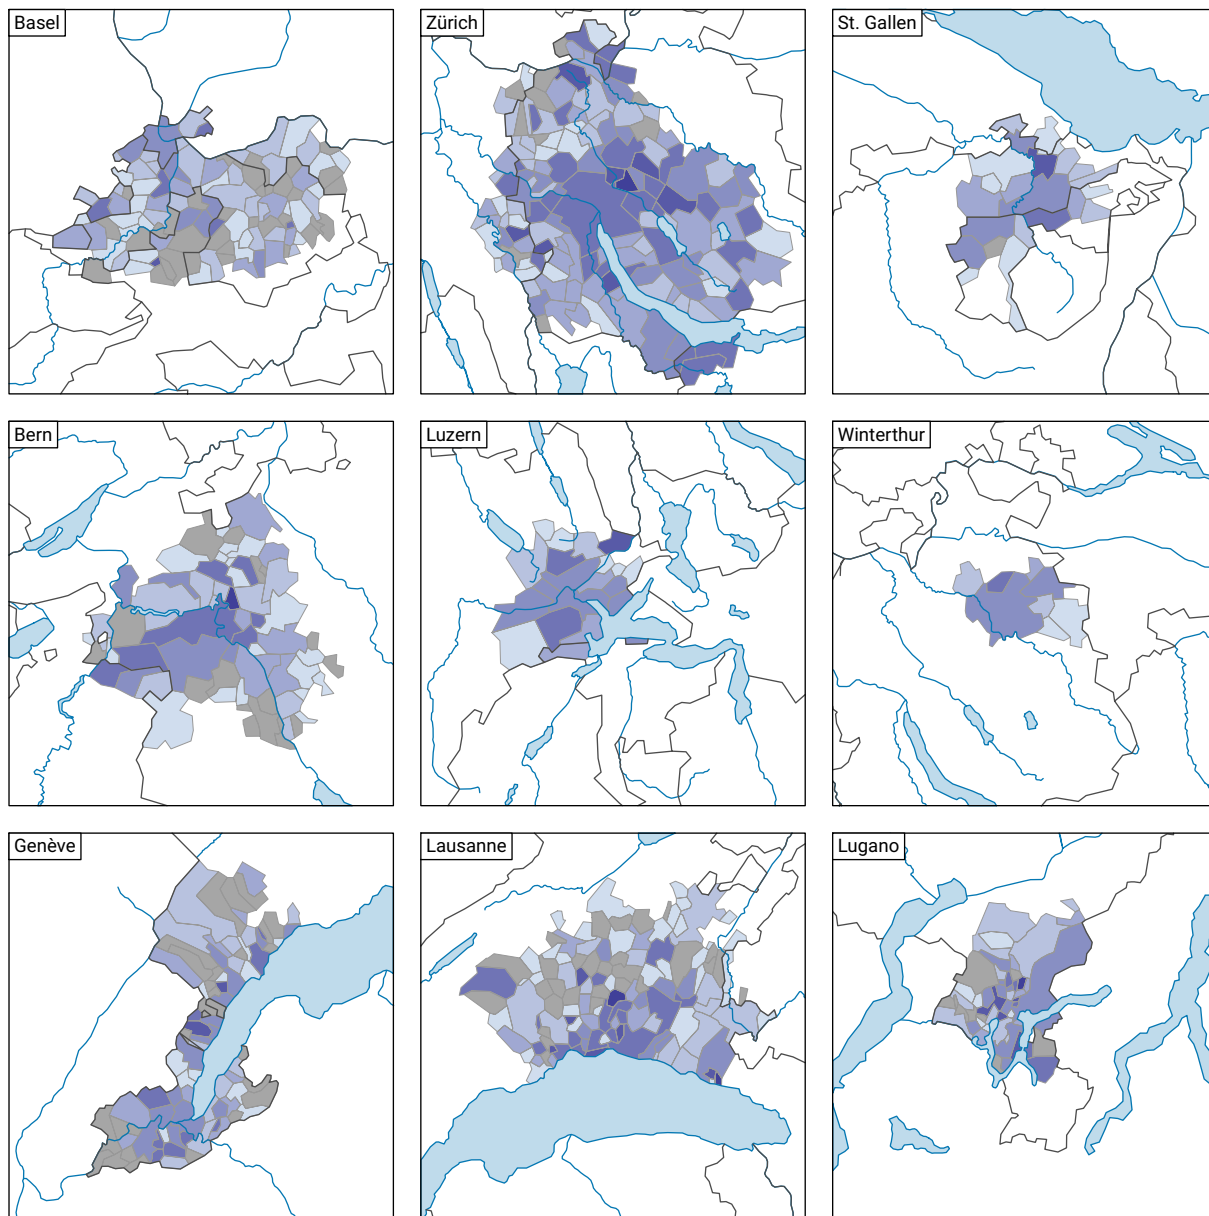 Basel
Zürich
St. Gallen
Bern
Luzern
Winterthur
Genève
Lausanne
Lugano